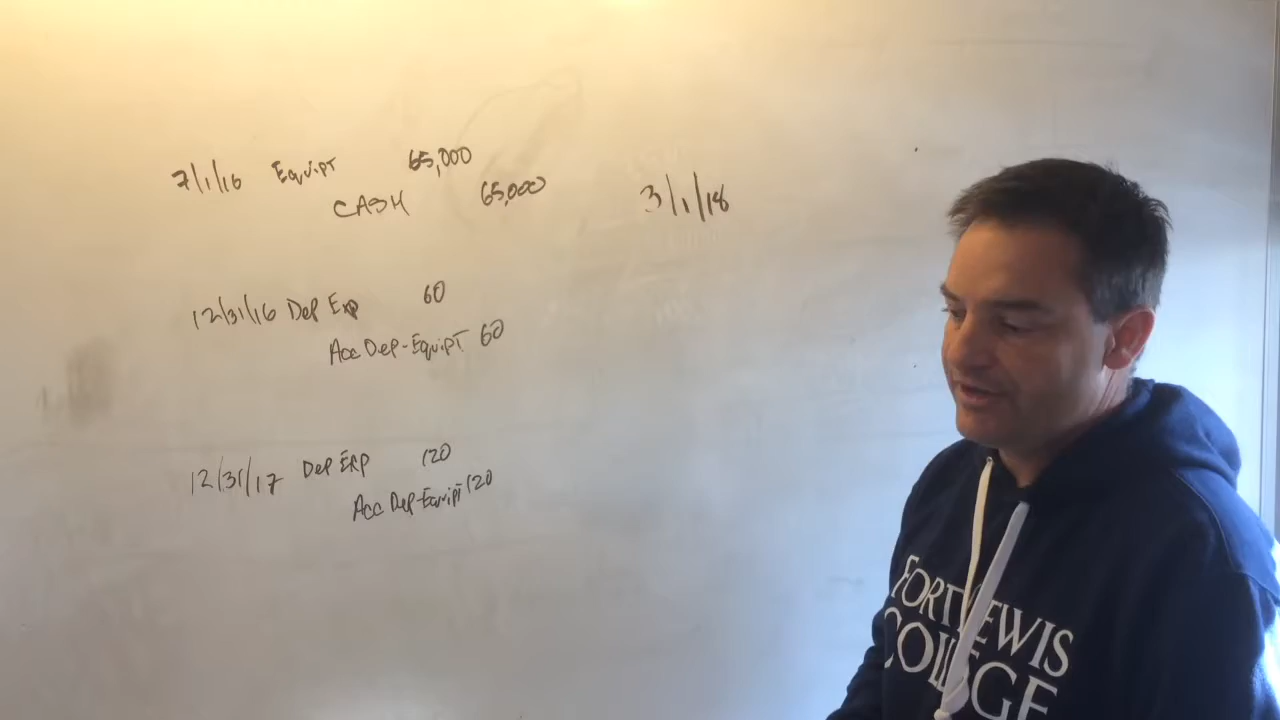 7/1/16 Equipt 65,000
CASH 65,000
3/1/18
12/31/16 Dep Exp 60
Acc Dep-Equipt 60
12/31/17 Dep Exp 120
Acc Dep-Equipt 120
FORT LEWIS
COLLEGE